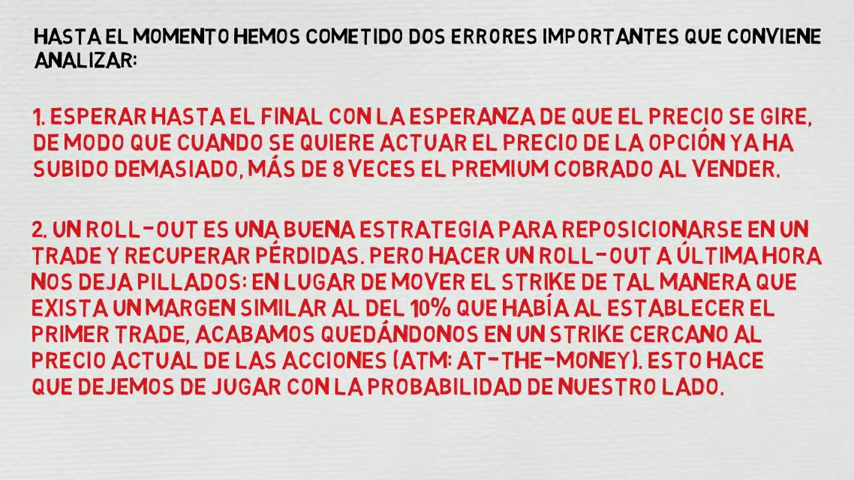 HASTA EL MOMENTO HEMOS COMETIDO DOS ERRORES IMPORTANTES QUE CONVIENE
ANALIZAR:
1. ESPERAR HASTA EL FINAL CON LA ESPERANZA DE QUE EL PRECIO SE GIRE,
DE MODO QUE CUANDO SE QUIERE ACTUAR EL PRECIO DE LA OPCIÓN YA HA
SUBIDO DEMASIADO, MÁS DE 8 VECES EL PREMIUM COBRADO AL VENDER.
2. UN ROLL-OUT ES UNA BUENA ESTRATEGIA PARA REPOSICIONARSE EN UN
TRADE Y RECUPERAR PÉRDIDAS. PERO HACER UN ROLL-OUT A ÚLTIMA HORA
NOS DEJA PILLADOS: EN LUGAR DE MOVER EL STRIKE DE TAL MANERA QUE
EXISTA UN MARGEN SIMILAR AL DEL 10% QUE HABÍA AL ESTABLECER EL
PRIMER TRADE, ACABAMOS QUEDÁNDONOS EN UN STRIKE CERCANO AL
PRECIO ACTUAL DE LAS ACCIONES (ATM: AT-THE-MONEY). ESTO HACE
QUE DEJEMOS DE JUGAR CON LA PROBABILIDAD DE NUESTRO LADO.